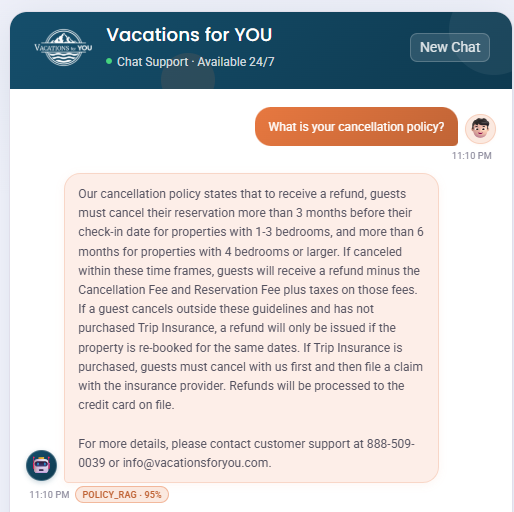 VACATIONS for YOU
Vacations for YOU
Chat Support · Available 24/7
New Chat
What is your cancellation policy?
11:10 PM
Our cancellation policy states that to receive a refund, guests
must cancel their reservation more than 3 months before their
check-in date for properties with 1-3 bedrooms, and more than 6
months for properties with 4 bedrooms or larger. If canceled
within these time frames, guests will receive a refund minus the
Cancellation Fee and Reservation Fee plus taxes on those fees.
If a guest cancels outside these guidelines and has not
purchased Trip Insurance, a refund will only be issued if the
property is re-booked for the same dates. If Trip Insurance is
purchased, guests must cancel with us first and then file a claim
with the insurance provider. Refunds will be processed to the
credit card on file.
For more details, please contact customer support at 888-509-
0039 or info@vacationsforyou.com.
11:10 PM POLICY_RAG · 95%